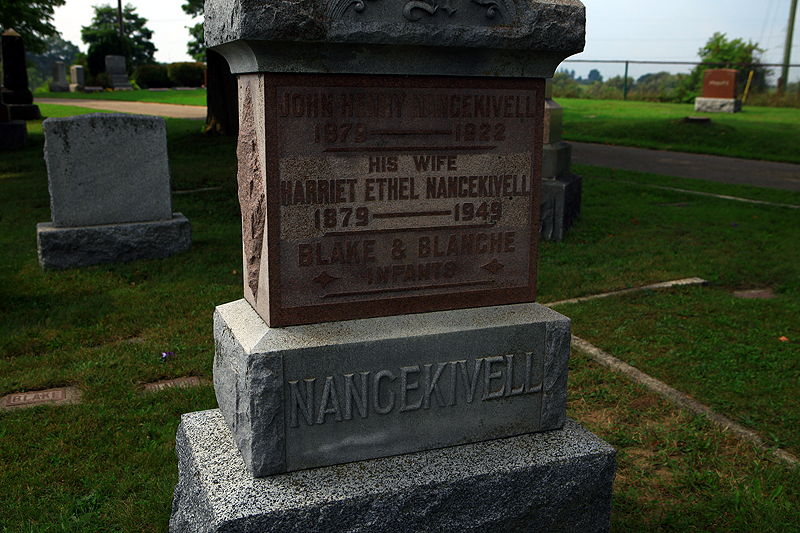 JOHN HENRY NANCEKIVELL
1879 — 1922
HIS WIFE
HARRIET ETHEL NANCEKIVELL
1879 — 1949
BLAKE & BLANCHE
INFANTS
NANCEKIVELL
BLAKE